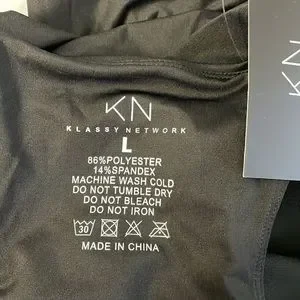 KN
KLASSY NETWORK
L
86%POLYESTER
14%SPANDEX
MACHINE WASH COLD
DO NOT TUMBLE DRY
DO NOT BLEACH
DO NOT IRON
30
MADE IN CHINA
KN